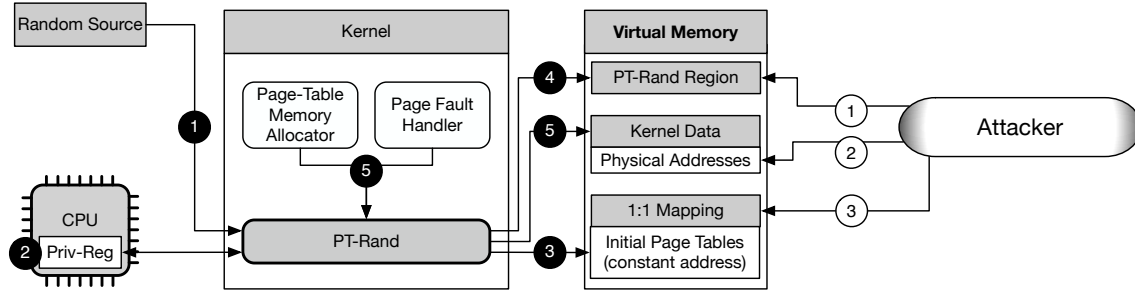 Random Source
Kernel
Virtual Memory
Page-Table
Memory
Allocator
Page Fault
Handler
1
5
CPU
2
Priv-Reg
PT-Rand
4
5
3
PT-Rand Region
Kernel Data
Physical Addresses
1:1 Mapping
Initial Page Tables
(constant address)
1
2
3
Attacker